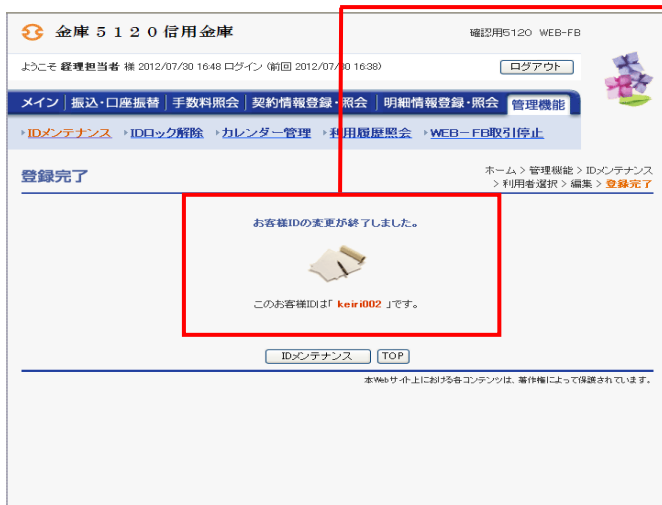 金庫５１２０信用金庫
確認用5120 WEB-FB
ようこそ 経理担当者 様 2012/07/30 16:48 ログイン (前回 2012/07/30 16:38)
ログアウト
メイン 振込・口座振替 手数料照会 契約情報登録・照会 明細情報登録・照会 管理機能
IDメンテナンス IDロック解除 カレンダー管理 利用履歴照会 WEB－FB取引停止
登録完了
ホーム > 管理機能 > IDメンテナンス
> 利用者選択 > 編集 > 登録完了
お客様IDの変更が終了しました。
このお客様IDは「 keiri002 」です。
IDメンテナンス TOP
本Webサイト上における各コンテンツは、著作権によって保護されています。